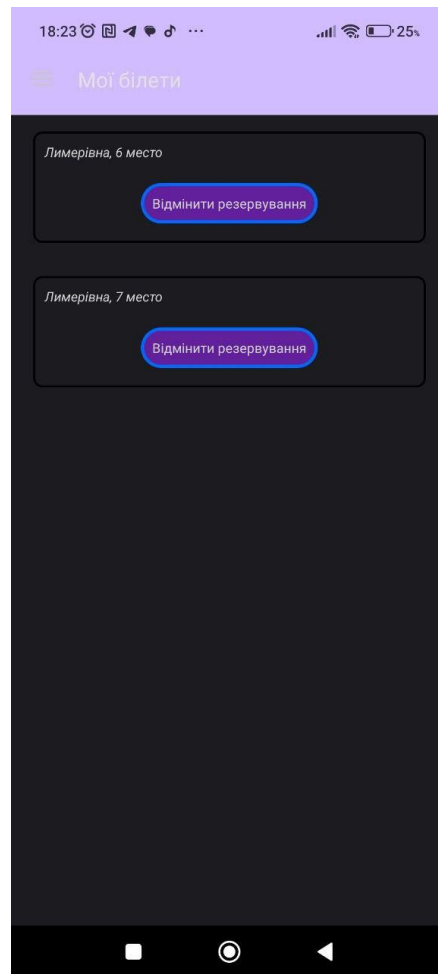 18:23 25%
Мої білети
Лимерівна, 6 место
Відмінити резервування
Лимерівна, 7 место
Відмінити резервування